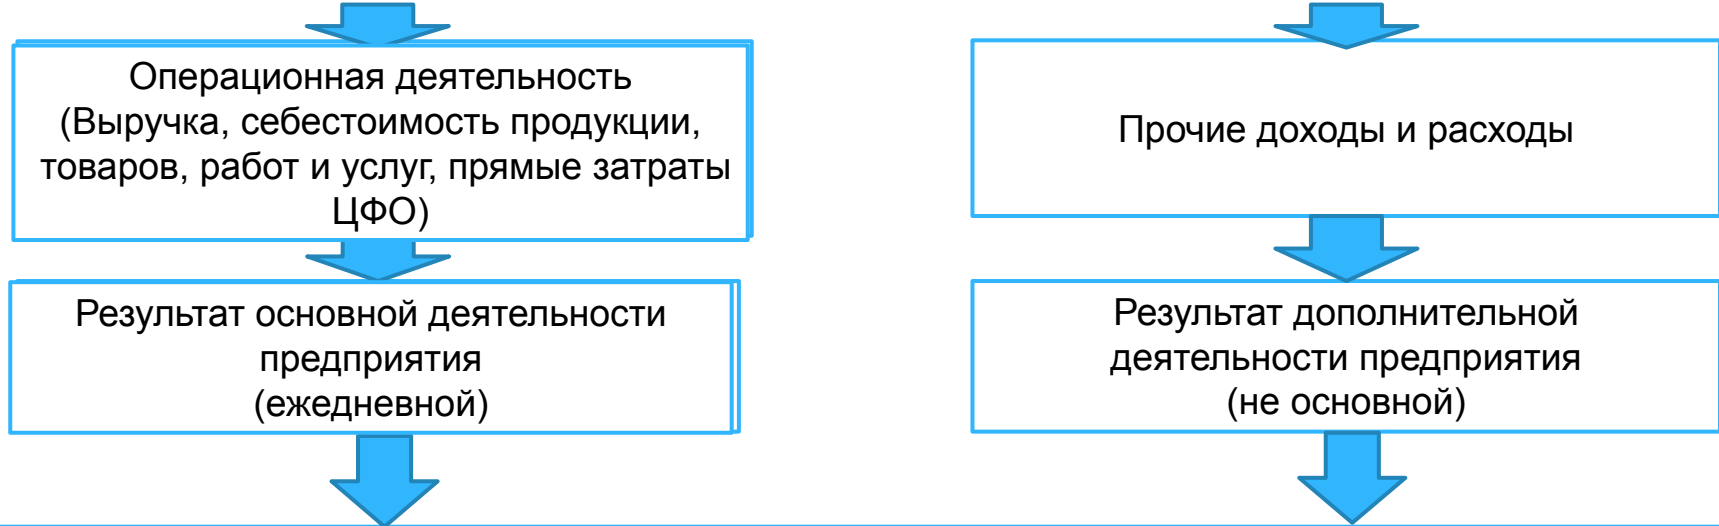 Операционная деятельность
(Выручка, себестоимость продукции,
товаров, работ и услуг, прямые затраты
ЦФО)
Прочие доходы и расходы
Результат основной деятельности
предприятия
(ежедневной)
Результат дополнительной
деятельности предприятия
(не основной)